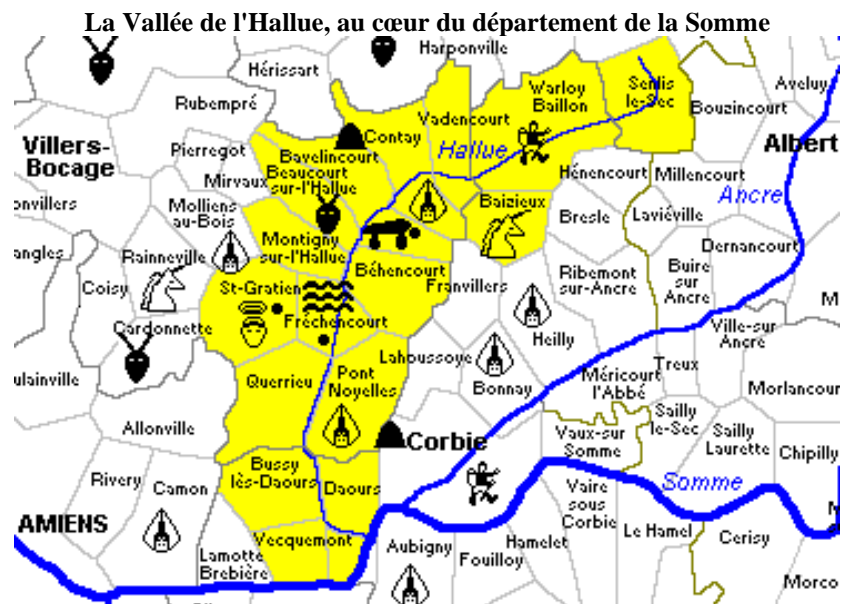 La Vallée de l'Hallue, au cœur du département de la Somme
Harponville
Hérissart
Senlis
le-Sec
Aveluy
Warloy
Baillon
Rubempré
Bouzincourt
Vadencourt
Contay
Villers-
Bocage
Hallue
Albert
Pierregot
Bavelincourt
Mirvaux
Beaucourt
sur-l'Hallue
Hénencourt
Millencourt
onvillers
Molliens
au-Bois
Baizieux
Ancre
Bresle
Laviéville
Montigny
sur-l'Hallue
angles
Rainneville
Dernancourt
Béhencourt
Coisy
St-Gratien
Franvillers
Ribemont
sur-Ancre
Buire
sur
Ancre
M
Cardonnette
Fréchencourt
Heilly
Ville-sur
Ancre
Lahoussoye
Treux
ulainville
Querrieu
Pont
Noyelles
Bonnay
Méricourt
l'Abbé
Morlancour
Allonville
Corbie
Sailly
le-Sec
Vaux-sur
Somme
Sailly
Laurette
Chipilly
Bussy
lès-Daours
Rivery
Camon
Daours
Somme
Vaire
sous
Corbie
AMIENS
Le Hamel
Cerisy
Vecquemont
Hamelet
Aubigny
Fouilloy
Lamotte
Brebière
Morco